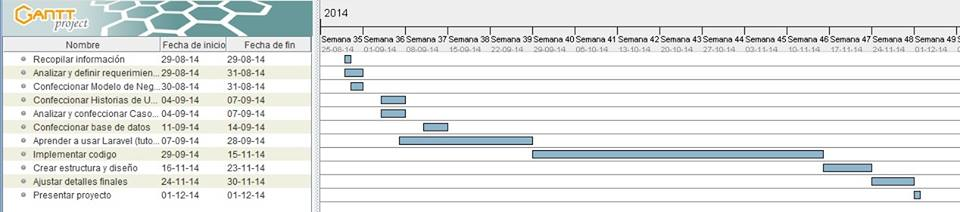 GANTT
project
2014
Nombre Fecha de inicio Fecha de fin
Semana 35 Semana 36 Semana 37 Semana 38 Semana 39 Semana 40 Semana 41 Semana 42 Semana 43 Semana 44 Semana 45 Semana 46 Semana 47 Semana 48 Semana 49
25-08-14 01-09-14 08-09-14 15-09-14 22-09-14 29-09-14 06-10-14 13-10-14 20-10-14 27-10-14 03-11-14 10-11-14 17-11-14 24-11-14 01-12-14
Recopilar información 29-08-14 29-08-14
Analizar y definir requerimien... 29-08-14 31-08-14
Confeccionar Modelo de Neg... 30-08-14 31-08-14
Confeccionar Historias de U... 04-09-14 07-09-14
Analizar y confeccionar Caso... 04-09-14 07-09-14
Confeccionar base de datos 11-09-14 14-09-14
Aprender a usar Laravel (tuto... 07-09-14 28-09-14
Implementar codigo 29-09-14 15-11-14
Crear estructura y diseño 16-11-14 23-11-14
Ajustar detalles finales 24-11-14 30-11-14
Presentar proyecto 01-12-14 01-12-14